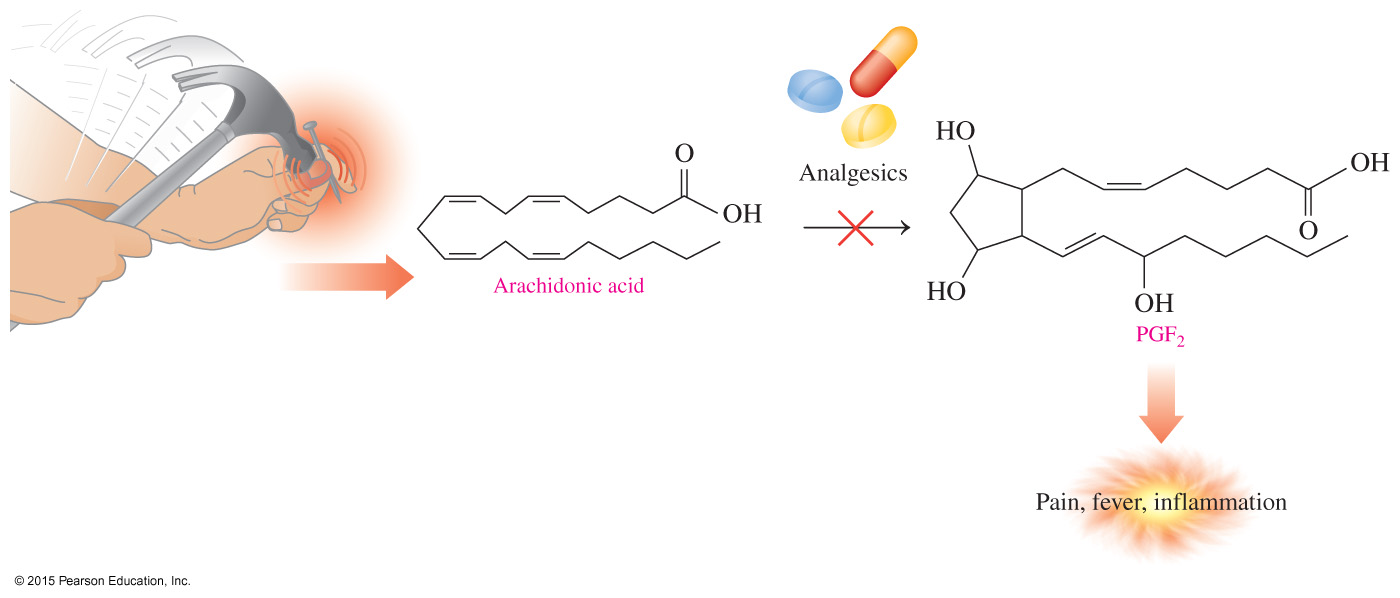 Analgesics
O
OH
Arachidonic acid
HO
OH
O
HO
OH
PGF2
Pain, fever, inflammation
© 2015 Pearson Education, Inc.